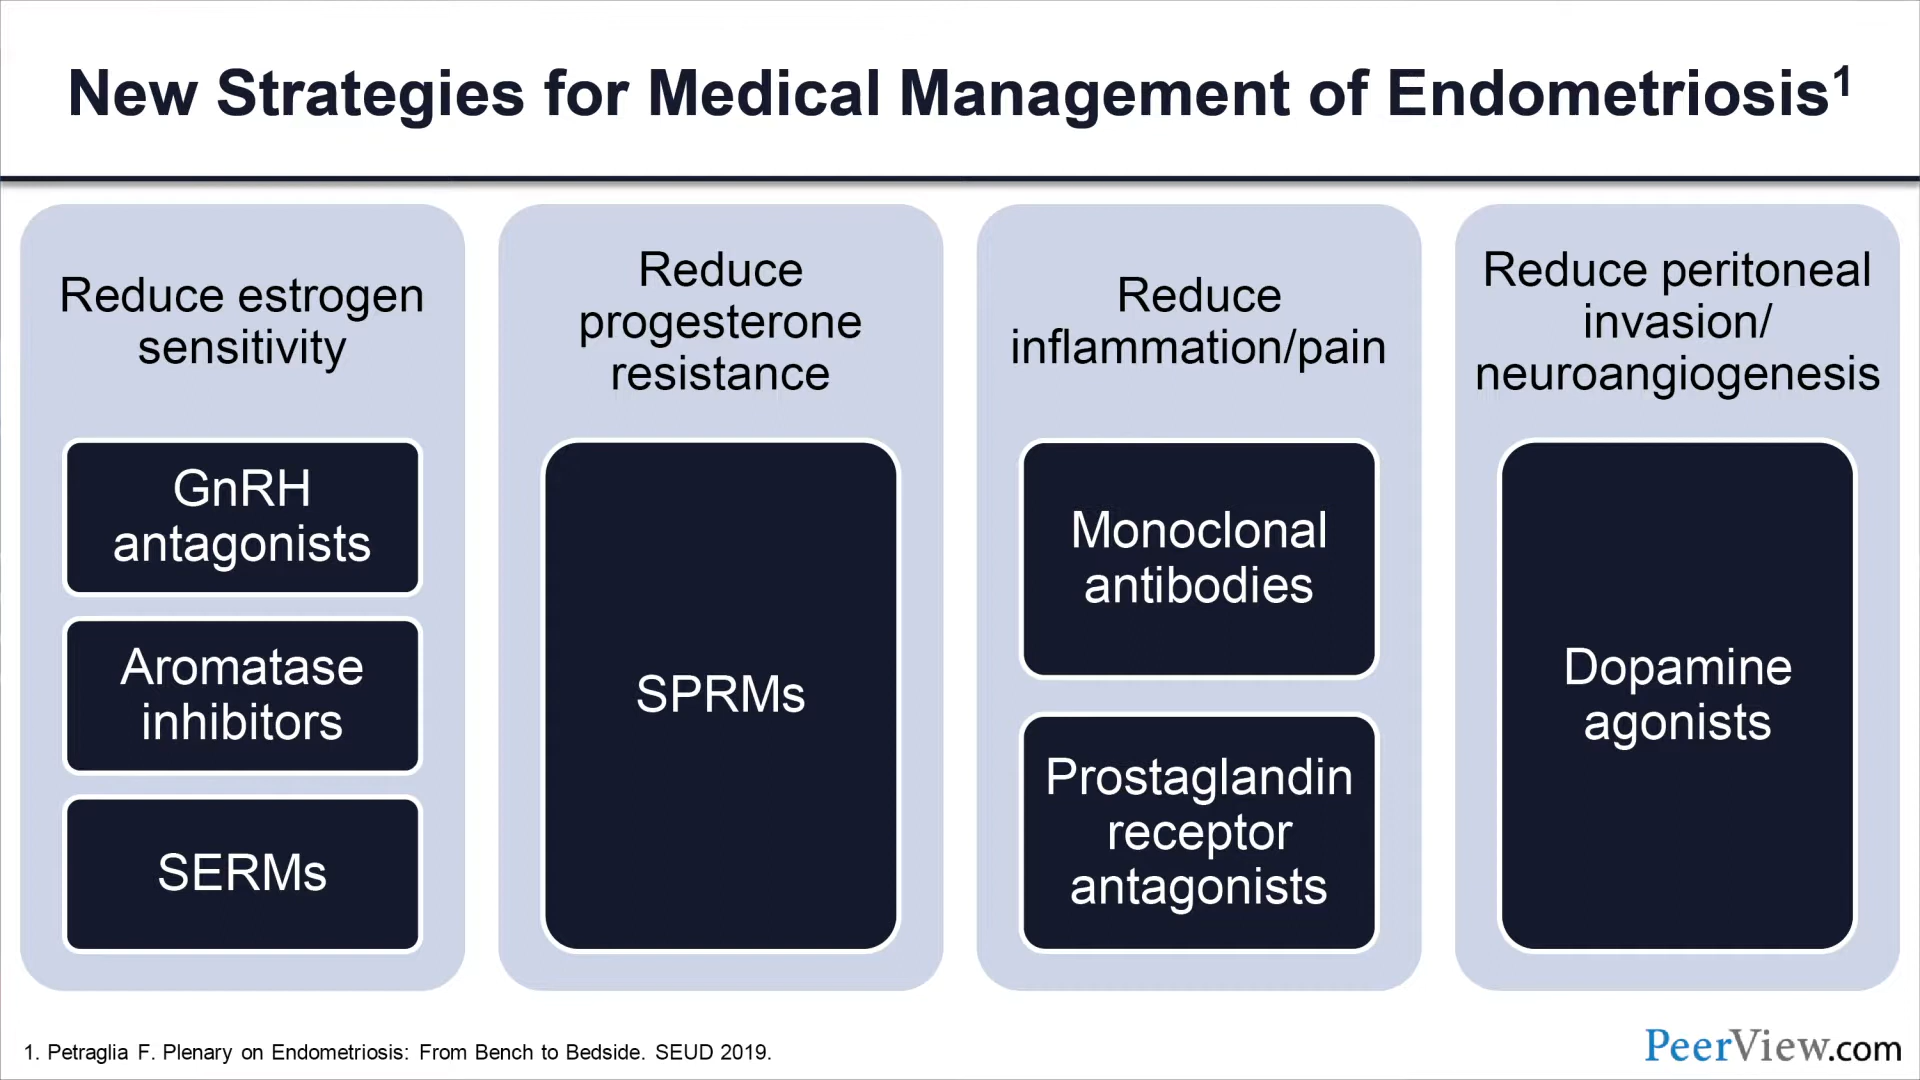 New Strategies for Medical Management of Endometriosis¹
Reduce estrogen
sensitivity
GnRH
antagonists
Aromatase
inhibitors
SERMs
Reduce
progesterone
resistance
SPRMs
Reduce
inflammation/pain
Monoclonal
antibodies
Prostaglandin
receptor
antagonists
Reduce peritoneal
invasion/
neuroangiogenesis
Dopamine
agonists
1. Petraglia F. Plenary on Endometriosis: From Bench to Bedside. SEUD 2019.
PeerView.com